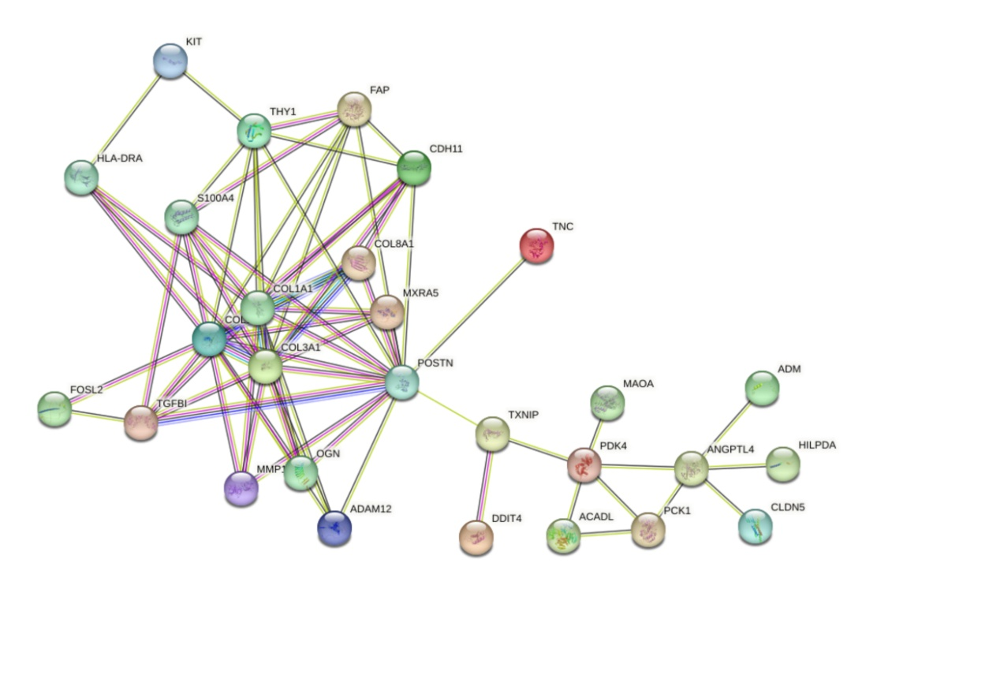 KIT
FAP
THY1
CDH11
HLA-DRA
S100A4
TNC
COL8A1
COL1A1
MXRA5
COL3A1
POSTN
ADM
MAOA
FOSL2
TGFBI
TXNIP
PDK4
ANGPTL4
HILPDA
OGN
MMP1
ADAM12
DDIT4
ACADL
PCK1
CLDN5